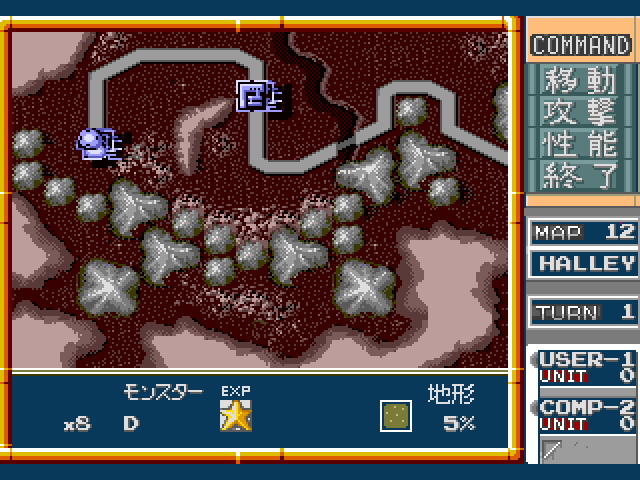 COMMAND
移動
攻撃
性能
終了
MAP 12
HALLEY
TURN 1
USER-1
UNIT 0
COMP-2
UNIT 0
モンスター EXP 地形
x8 D 5%